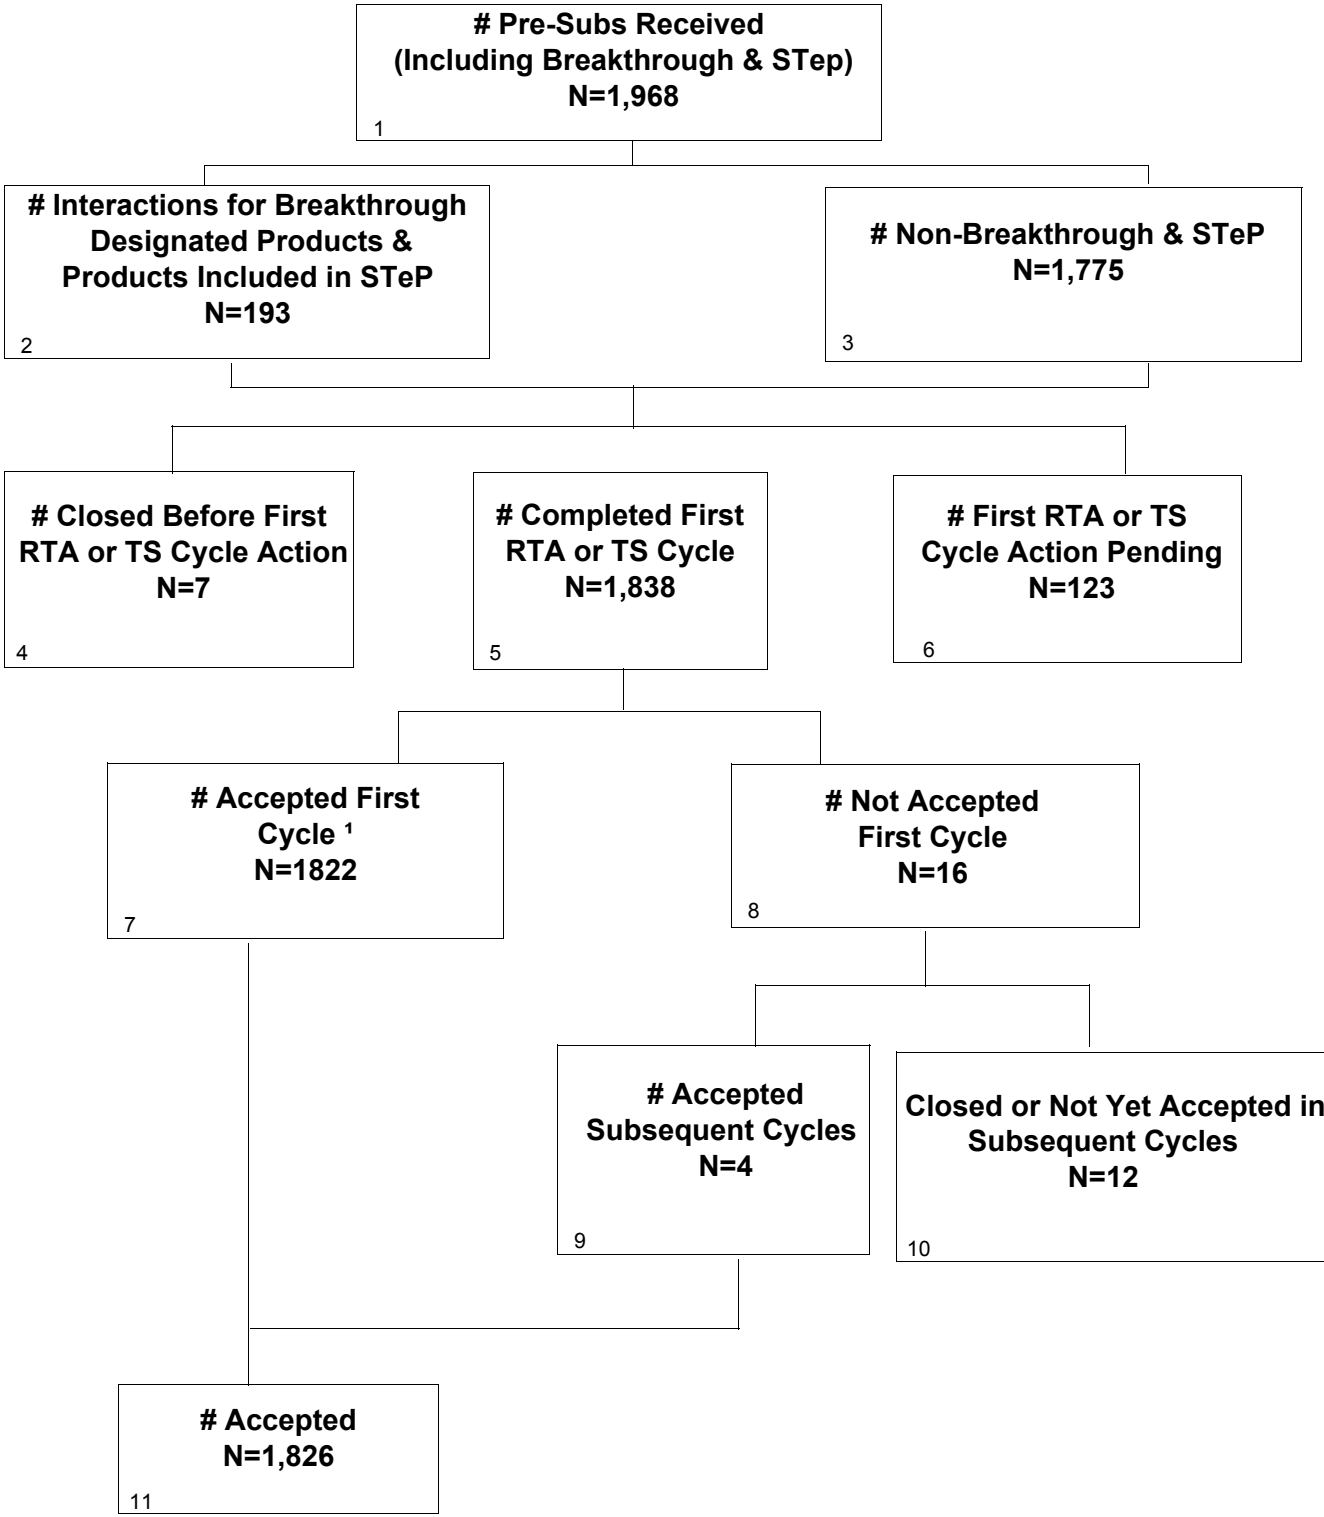 # Pre-Subs Received
(Including Breakthrough & STep)
N=1,968
1
# Interactions for Breakthrough
Designated Products &
Products Included in STeP
N=193
2
# Non-Breakthrough & STeP
N=1,775
3
# Closed Before First
RTA or TS Cycle Action
N=7
4
# Completed First
RTA or TS Cycle
N=1,838
5
# First RTA or TS
Cycle Action Pending
N=123
6
# Accepted First
Cycle ¹
N=1822
7
# Not Accepted
First Cycle
N=16
8
# Accepted
Subsequent Cycles
N=4
9
Closed or Not Yet Accepted in
Subsequent Cycles
N=12
10
# Accepted
N=1,826
11